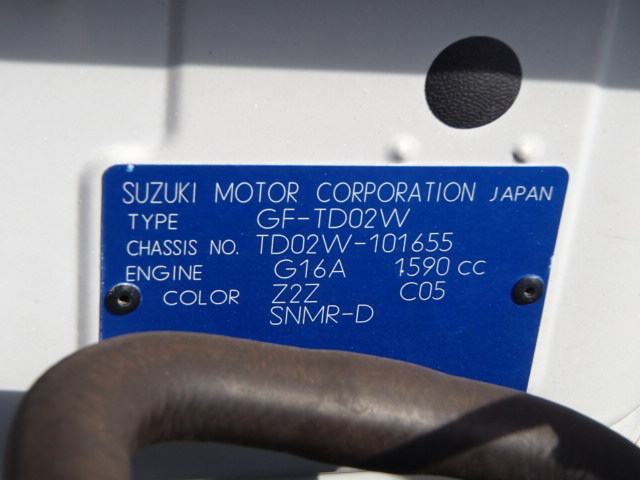 SUZUKI MOTOR CORPORATION JAPAN
TYPE GF-TD02W
CHASSIS NO. TD02W-101655
ENGINE G16A 1590 cc
COLOR Z2Z C05
SNMR-D